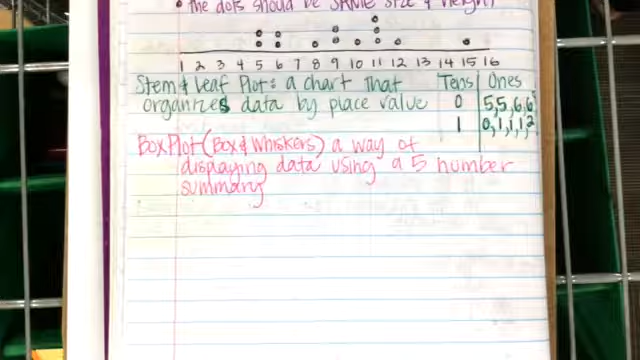 • the dots should be SAME size & height
1 2 3 4 5 6 7 8 9 10 11 12 13 14 15 16
Stem & Leaf Plot: a chart that
organizes data by place value
Tens Ones
0 5,5,6,6
1 0,1,1,1,2
Box Plot (Box & Whiskers) a way of
dispaying data using a 5 number
summary